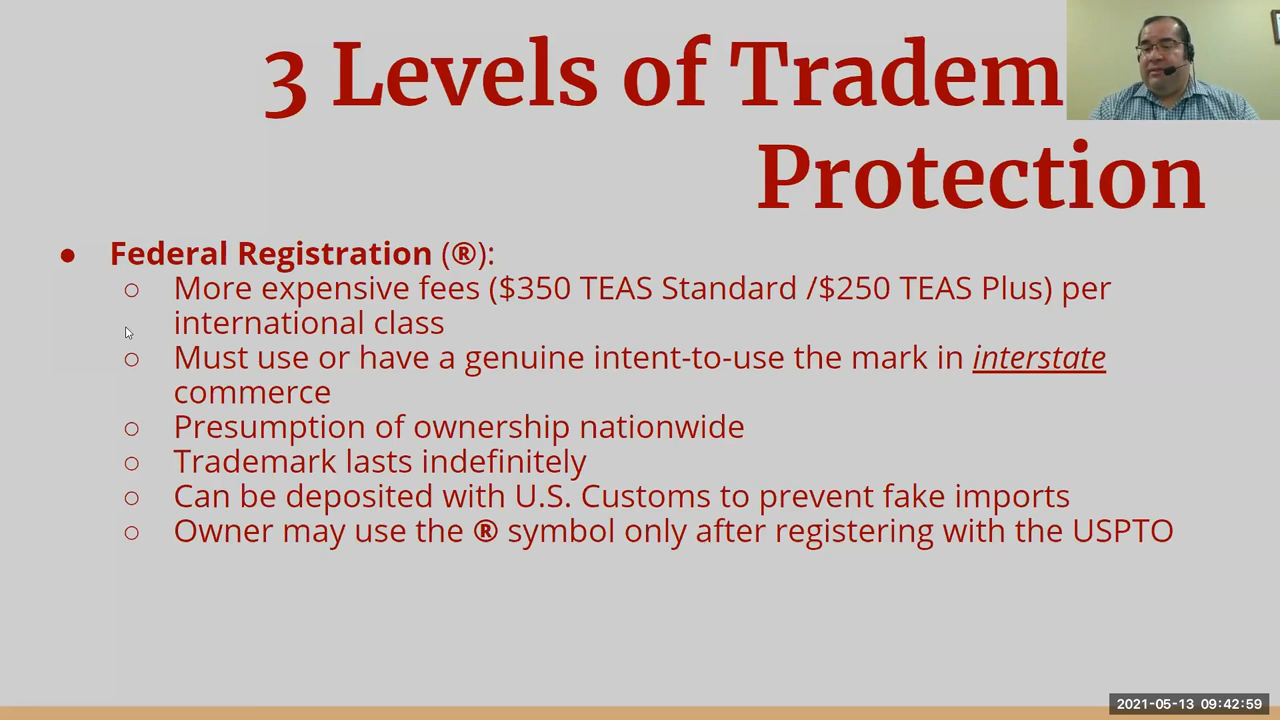 3 Levels of Tradem
Protection
● Federal Registration (®):
○ More expensive fees ($350 TEAS Standard /$250 TEAS Plus) per
international class
○ Must use or have a genuine intent-to-use the mark in interstate
commerce
○ Presumption of ownership nationwide
○ Trademark lasts indefinitely
○ Can be deposited with U.S. Customs to prevent fake imports
○ Owner may use the ® symbol only after registering with the USPTO
2021-05-13 09:42:59